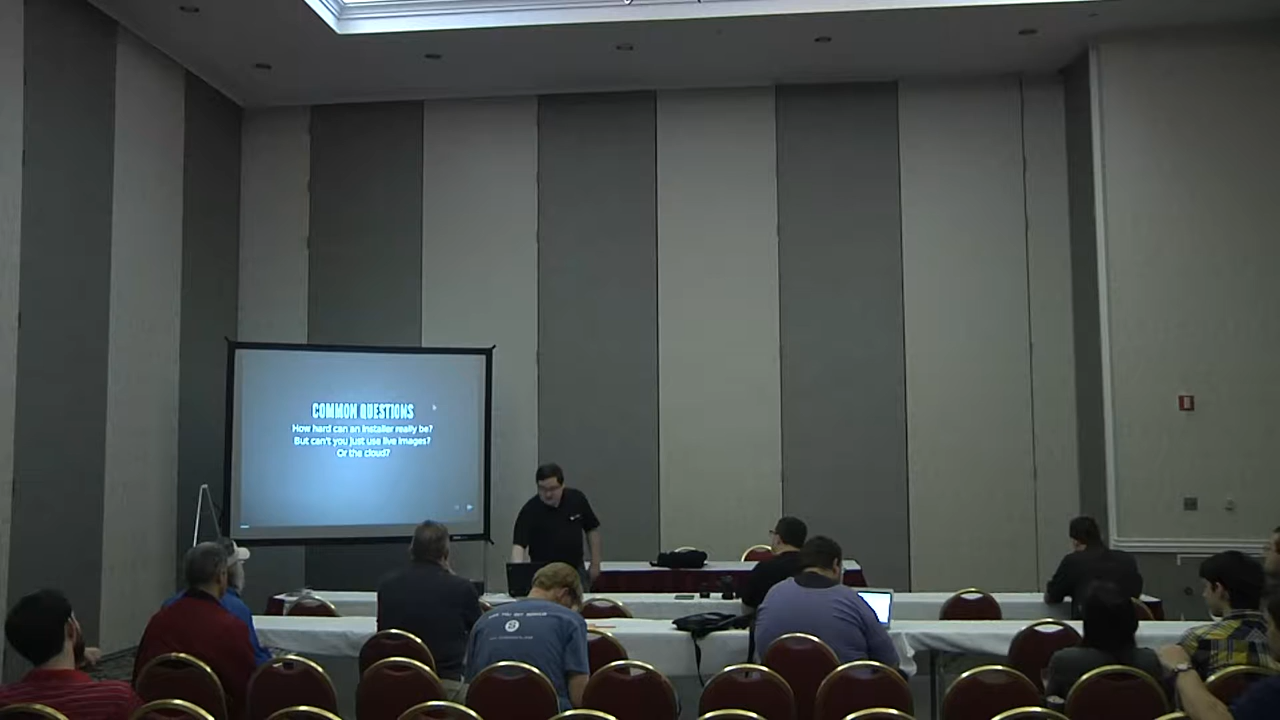 COMMON QUESTIONS
How hard can an installer really be?
But can't you just use live images?
Or the cloud?